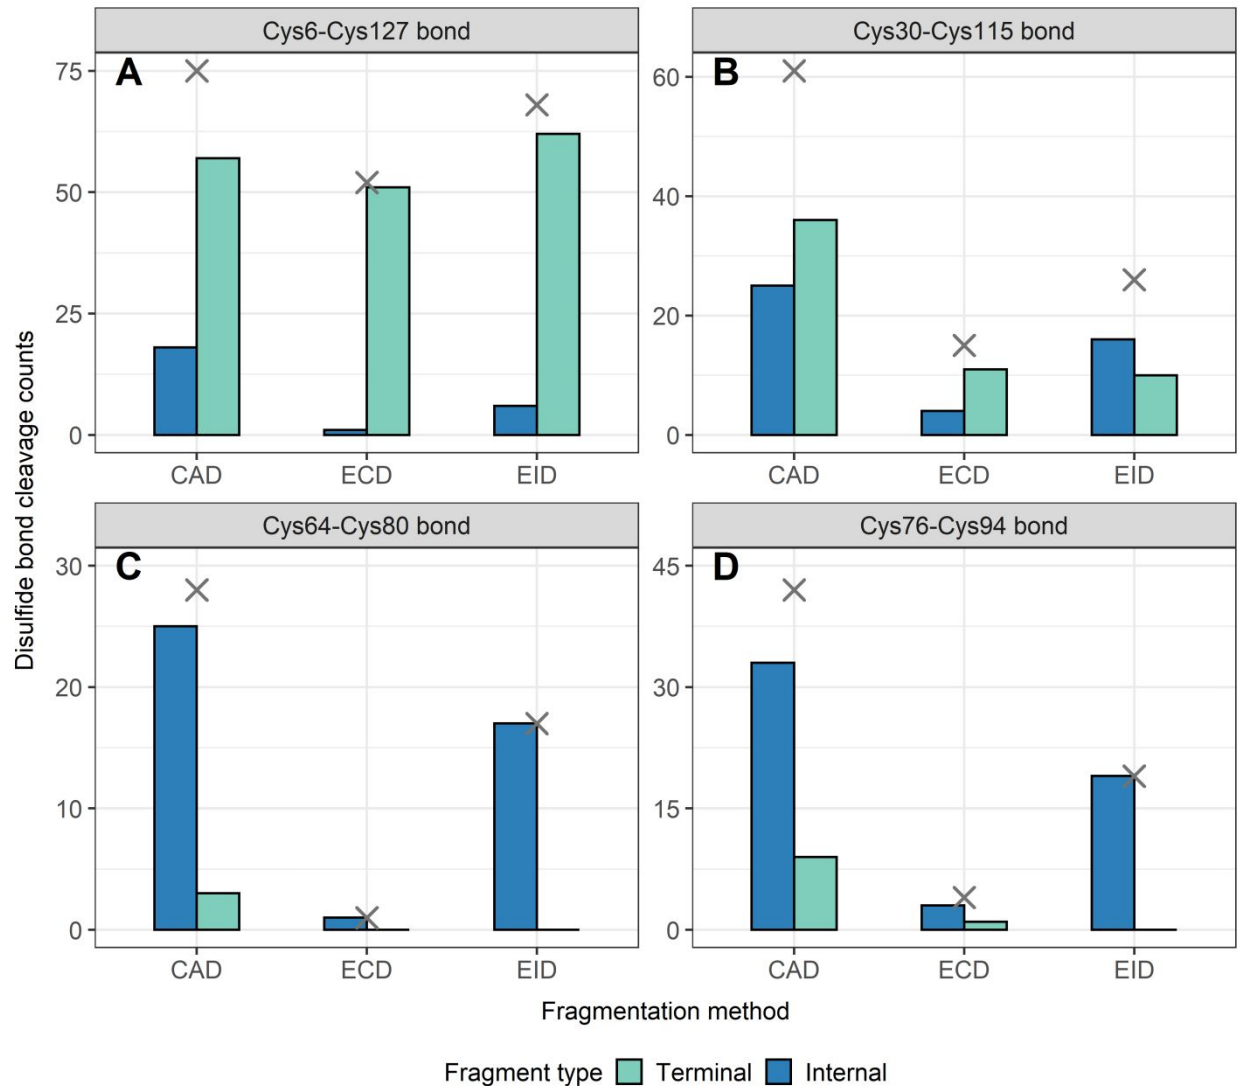 Cys6-Cys127 bond
Cys30-Cys115 bond
A
B
75
50
25
0
60
40
20
0
CAD ECD EID
CAD ECD EID
Cys64-Cys80 bond
Cys76-Cys94 bond
C
D
30
20
10
0
45
30
15
0
CAD ECD EID
CAD ECD EID
Disulfide bond cleavage counts
Fragmentation method
Fragment type Terminal Internal